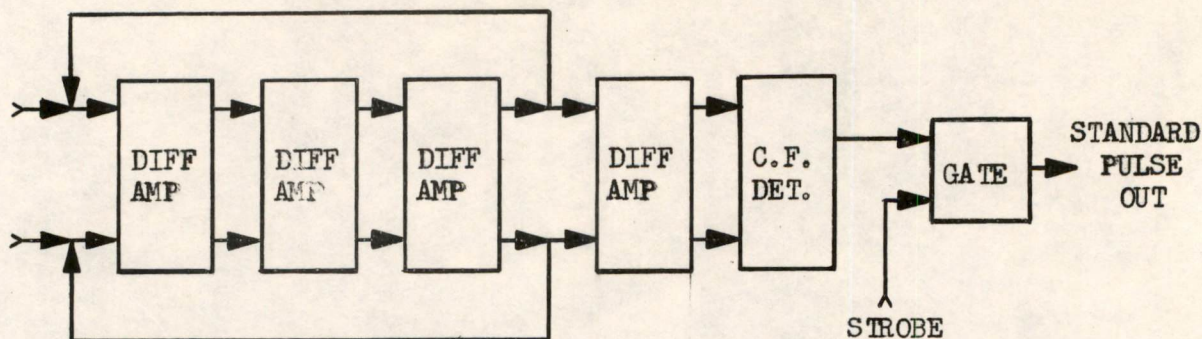 DIFF
AMP
DIFF
AMP
DIFF
AMP
DIFF
AMP
C.F.
DET.
GATE
STANDARD
PULSE
OUT
STROBE